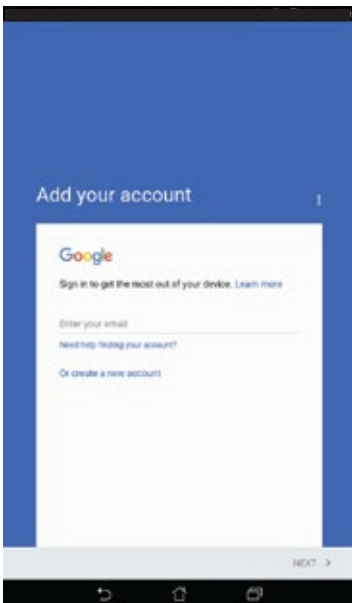 Add your account
Google
Sign in to get the most out of your device. Learn more
Enter your email
Need help finding your account?
Or create a new account
NEXT >